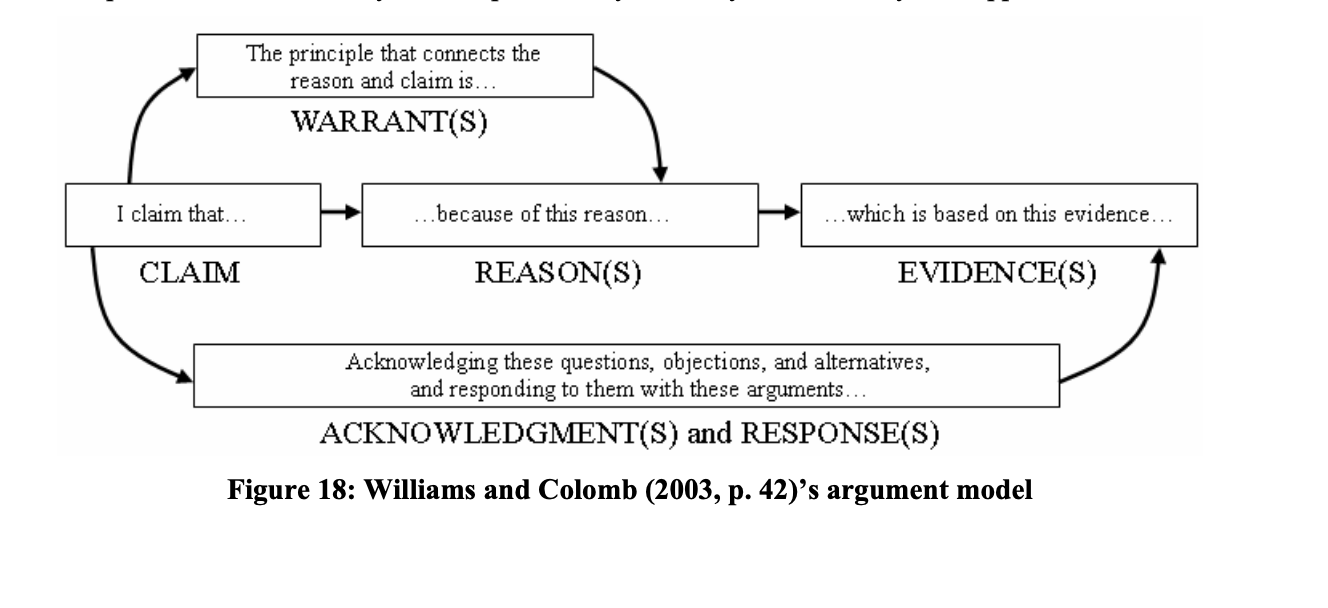 The principle that connects the
reason and claim is…
WARRANT(S)
I claim that…
…because of this reason…
…which is based on this evidence…
CLAIM
REASON(S)
EVIDENCE(S)
Acknowledging these questions, objections, and alternatives,
and responding to them with these arguments…
ACKNOWLEDGMENT(S) and RESPONSE(S)
Figure 18: Williams and Colomb (2003, p. 42)’s argument model